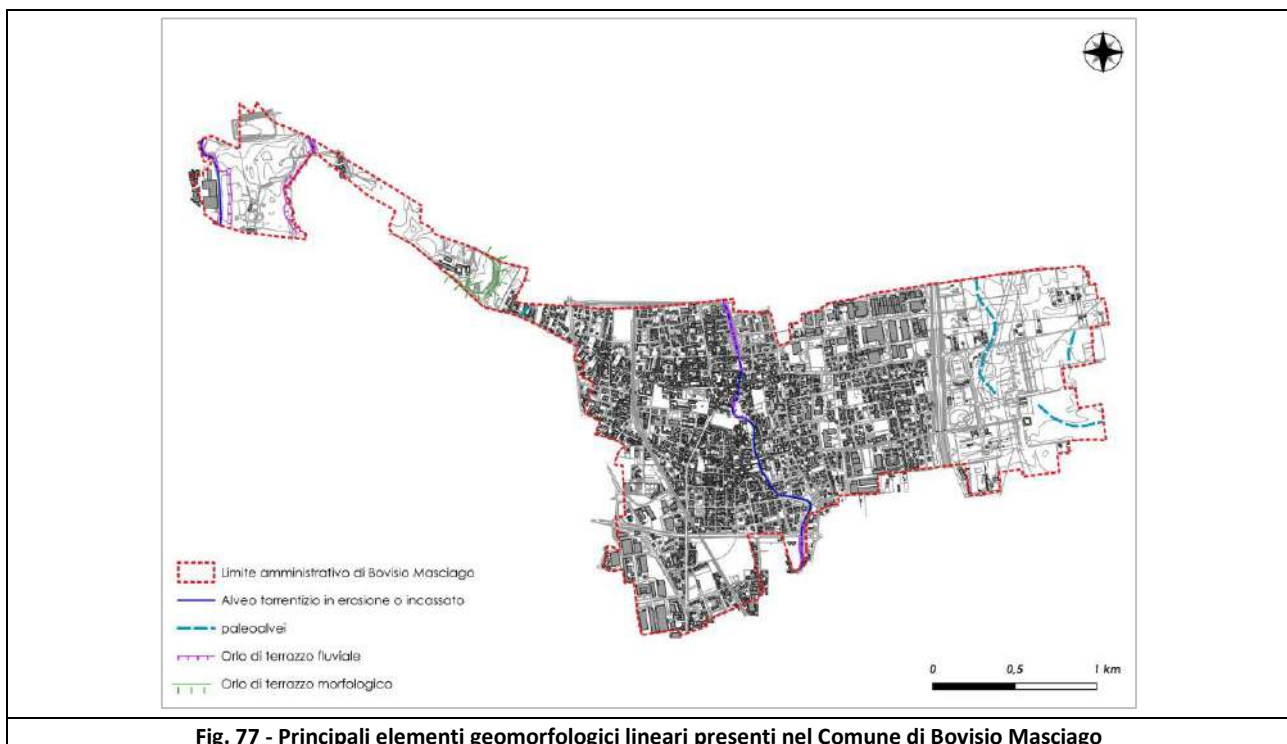 Limite amministrativo di Bovisio Masciago
Alveo torrentizio in erosione o incassato
paleoalvei
Orlo di terrazzo fluviale
Orlo di terrazzo morfologico
0 0,5 1 km
Fig. 77 - Principali elementi geomorfologici lineari presenti nel Comune di Bovisio Masciago